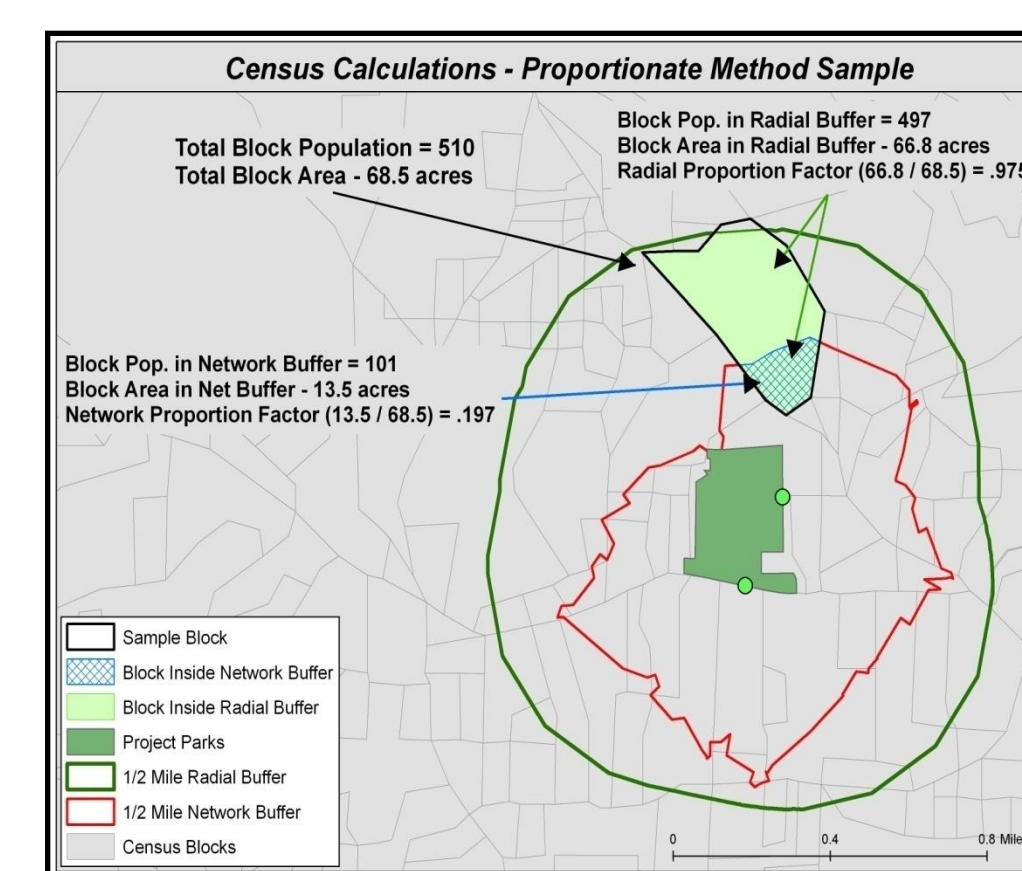 Census Calculations - Proportionate Method Sample
Total Block Population = 510
Total Block Area - 68.5 acres
Block Pop. in Radial Buffer = 497
Block Area in Radial Buffer - 66.8 acres
Radial Proportion Factor (66.8 / 68.5) = .975
Block Pop. in Network Buffer = 101
Block Area in Net Buffer - 13.5 acres
Network Proportion Factor (13.5 / 68.5) = .197
Sample Block
Block Inside Network Buffer
Block Inside Radial Buffer
Project Parks
1/2 Mile Radial Buffer
1/2 Mile Network Buffer
Census Blocks
0 0.4 0.8 Mile